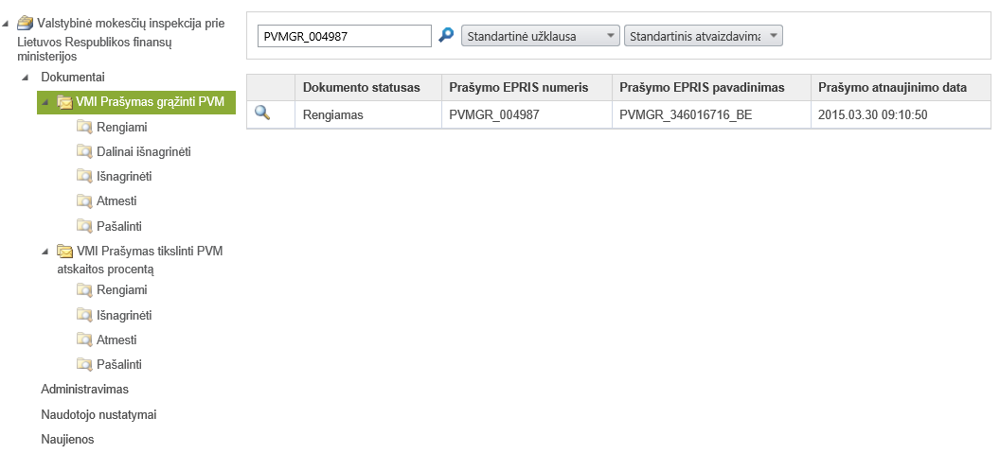 Valstybinė mokesčių inspekcija prie
Lietuvos Respublikos finansų
ministerijos
Dokumentai
VMI Prašymas grąžinti PVM
Rengiami
Dalinai išnagrinėti
Išnagrinėti
Atmesti
Pašalinti
VMI Prašymas tikslinti PVM
atskaitos procentą
Rengiami
Išnagrinėti
Atmesti
Pašalinti
Administravimas
Naudotojo nustatymai
Naujienos
PVMGR_004987 Standartinė užklausa Standartinis atvaizdavima
Dokumento statusas Prašymo EPRIS numeris Prašymo EPRIS pavadinimas Prašymo atnaujinimo data
Rengiamas PVMGR_004987 PVMGR_346016716_BE 2015.03.30 09:10:50